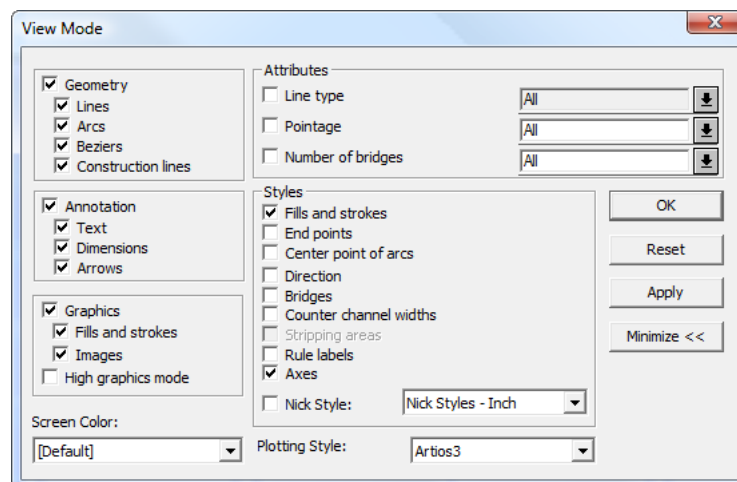 View Mode
Geometry
Lines
Arcs
Beziers
Construction lines
Annotation
Text
Dimensions
Arrows
Graphics
Fills and strokes
Images
High graphics mode
Screen Color:
[Default]
Attributes
Line type All
Pointage All
Number of bridges All
Styles
Fills and strokes
End points
Center point of arcs
Direction
Bridges
Counter channel widths
Stripping areas
Rule labels
Axes
Nick Style: Nick Styles - Inch
Plotting Style: Artios3
OK
Reset
Apply
Minimize <<